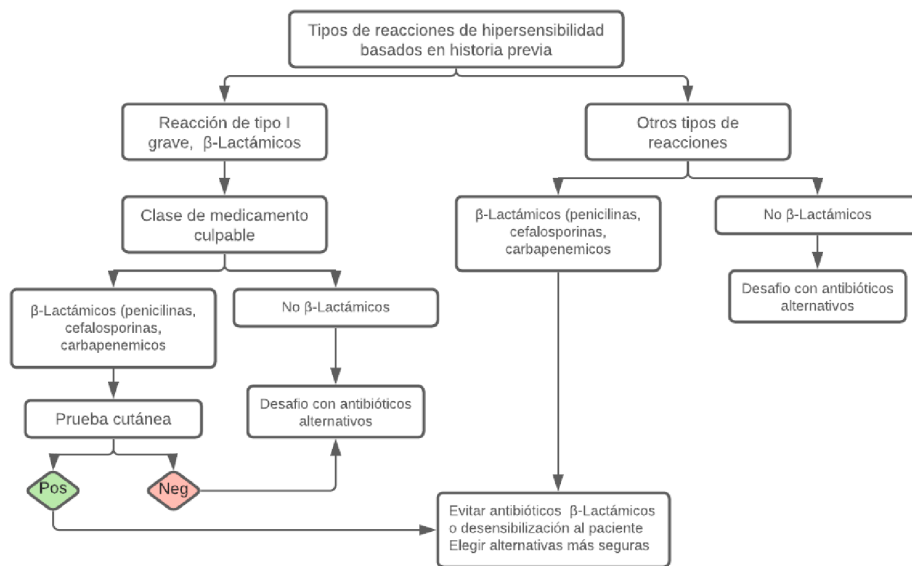 Tipos de reacciones de hipersensibilidad
basados en historia previa
Reacción de tipo I
grave, β-Lactámicos
Otros tipos de
reacciones
Clase de medicamento
culpable
β-Lactámicos (penicilinas,
cefalosporinas,
carbapenemicos
No β-Lactámicos
β-Lactámicos (penicilinas,
cefalosporinas,
carbapenemicos
No β-Lactámicos
Desafio con antibióticos
alternativos
Prueba cutánea
Desafio con antibióticos
alternativos
Pos
Neg
Evitar antibióticos β-Lactámicos
o desensibilización al paciente
Elegir alternativas más seguras